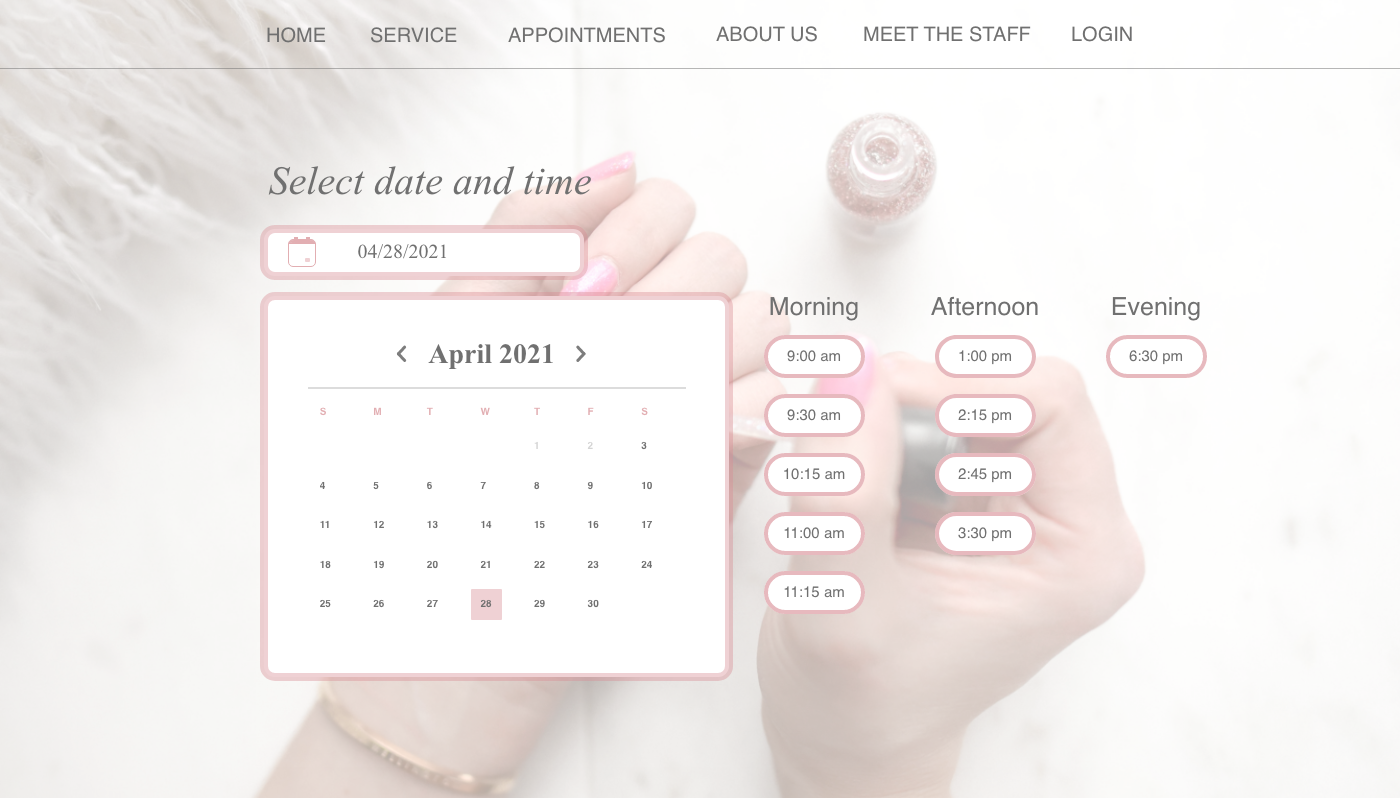 HOME SERVICE APPOINTMENTS ABOUT US MEET THE STAFF LOGIN
Select date and time
04/28/2021
April 2021
S M T W T F S
1 2 3
4 5 6 7 8 9 10
11 12 13 14 15 16 17
18 19 20 21 22 23 24
25 26 27 28 29 30
Morning Afternoon Evening
9:00 am 1:00 pm 6:30 pm
9:30 am 2:15 pm
10:15 am 2:45 pm
11:00 am 3:30 pm
11:15 am